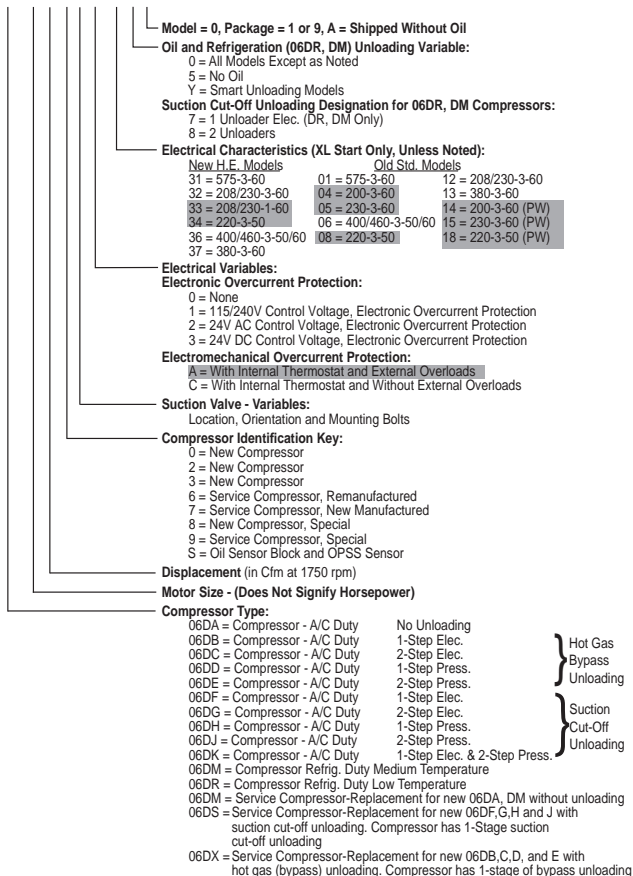 Model = 0, Package = 1 or 9, A = Shipped Without Oil
Oil and Refrigeration (06DR, DM) Unloading Variable:
0 = All Models Except as Noted
5 = No Oil
Y = Smart Unloading Models
Suction Cut-Off Unloading Designation for 06DR, DM Compressors:
7 = 1 Unloader Elec. (DR, DM Only)
8 = 2 Unloaders
Electrical Characteristics (XL Start Only, Unless Noted):
New H.E. Models Old Std. Models
31 = 575-3-60 01 = 575-3-60 12 = 208/230-3-60
32 = 208/230-3-60 04 = 200-3-60 13 = 380-3-60
33 = 208/230-1-60 05 = 230-3-60 14 = 200-3-60 (PW)
34 = 220-3-50 06 = 400/460-3-50/60 15 = 230-3-60 (PW)
36 = 400/460-3-50/60 08 = 220-3-50 18 = 220-3-50 (PW)
37 = 380-3-60
Electrical Variables:
Electronic Overcurrent Protection:
0 = None
1 = 115/240V Control Voltage, Electronic Overcurrent Protection
2 = 24V AC Control Voltage, Electronic Overcurrent Protection
3 = 24V DC Control Voltage, Electronic Overcurrent Protection
Electromechanical Overcurrent Protection:
A = With Internal Thermostat and External Overloads
C = With Internal Thermostat and Without External Overloads
Suction Valve - Variables:
Location, Orientation and Mounting Bolts
Compressor Identification Key:
0 = New Compressor
2 = New Compressor
3 = New Compressor
6 = Service Compressor, Remanufactured
7 = Service Compressor, New Manufactured
8 = New Compressor, Special
9 = Service Compressor, Special
S = Oil Sensor Block and OPSS Sensor
Displacement (in Cfm at 1750 rpm)
Motor Size - (Does Not Signify Horsepower)
Compressor Type:
06DA = Compressor - A/C Duty No Unloading
06DB = Compressor - A/C Duty 1-Step Elec.
06DC = Compressor - A/C Duty 2-Step Elec.
06DD = Compressor - A/C Duty 1-Step Press.
06DE = Compressor - A/C Duty 2-Step Press.
Hot Gas
Bypass
Unloading
06DF = Compressor - A/C Duty 1-Step Elec.
06DG = Compressor - A/C Duty 2-Step Elec.
06DH = Compressor - A/C Duty 1-Step Press.
06DJ = Compressor - A/C Duty 2-Step Press.
06DK = Compressor - A/C Duty 1-Step Elec. & 2-Step Press.
Suction
Cut-Off
Unloading
06DM = Compressor Refrig. Duty Medium Temperature
06DR = Compressor Refrig. Duty Low Temperature
06DM = Service Compressor-Replacement for new 06DA, DM without unloading
06DS = Service Compressor-Replacement for new 06DF,G,H and J with
suction cut-off unloading. Compressor has 1-Stage suction
cut-off unloading
06DX = Service Compressor-Replacement for new 06DB,C,D, and E with
hot gas (bypass) unloading. Compressor has 1-stage of bypass unloading